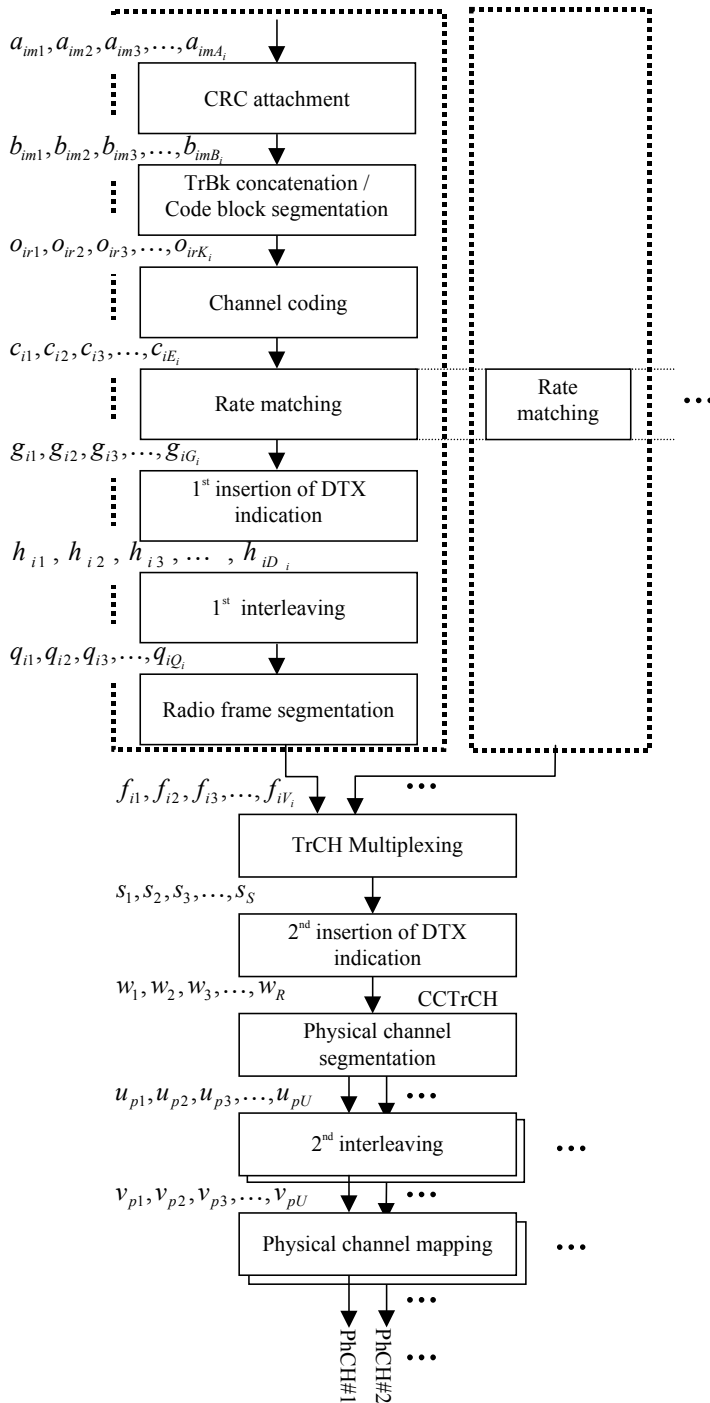 a_{im1}, a_{im2}, a_{im3}, …, a_{imA_i}
CRC attachment
b_{im1}, b_{im2}, b_{im3}, …, b_{imB_i}
TrBk concatenation /
Code block segmentation
o_{ir1}, o_{ir2}, o_{ir3}, …, o_{irK_i}
Channel coding
c_{i1}, c_{i2}, c_{i3}, …, c_{iE_i}
Rate matching
Rate
matching
•••
g_{i1}, g_{i2}, g_{i3}, …, g_{iG_i}
1st insertion of DTX
indication
h_{i1}, h_{i2}, h_{i3}, …, h_{iD_i}
1st interleaving
q_{i1}, q_{i2}, q_{i3}, …, q_{iQ_i}
Radio frame segmentation
•••
f_{i1}, f_{i2}, f_{i3}, …, f_{iV_i}
TrCH Multiplexing
s_1, s_2, s_3, …, s_S
2nd insertion of DTX
indication
w_1, w_2, w_3, …, w_R
CCTrCH
Physical channel
segmentation
u_{p1}, u_{p2}, u_{p3}, …, u_{pU}
•••
2nd interleaving
•••
v_{p1}, v_{p2}, v_{p3}, …, v_{pU}
•••
Physical channel mapping
•••
•••
PhCH#1
PhCH#2
•••